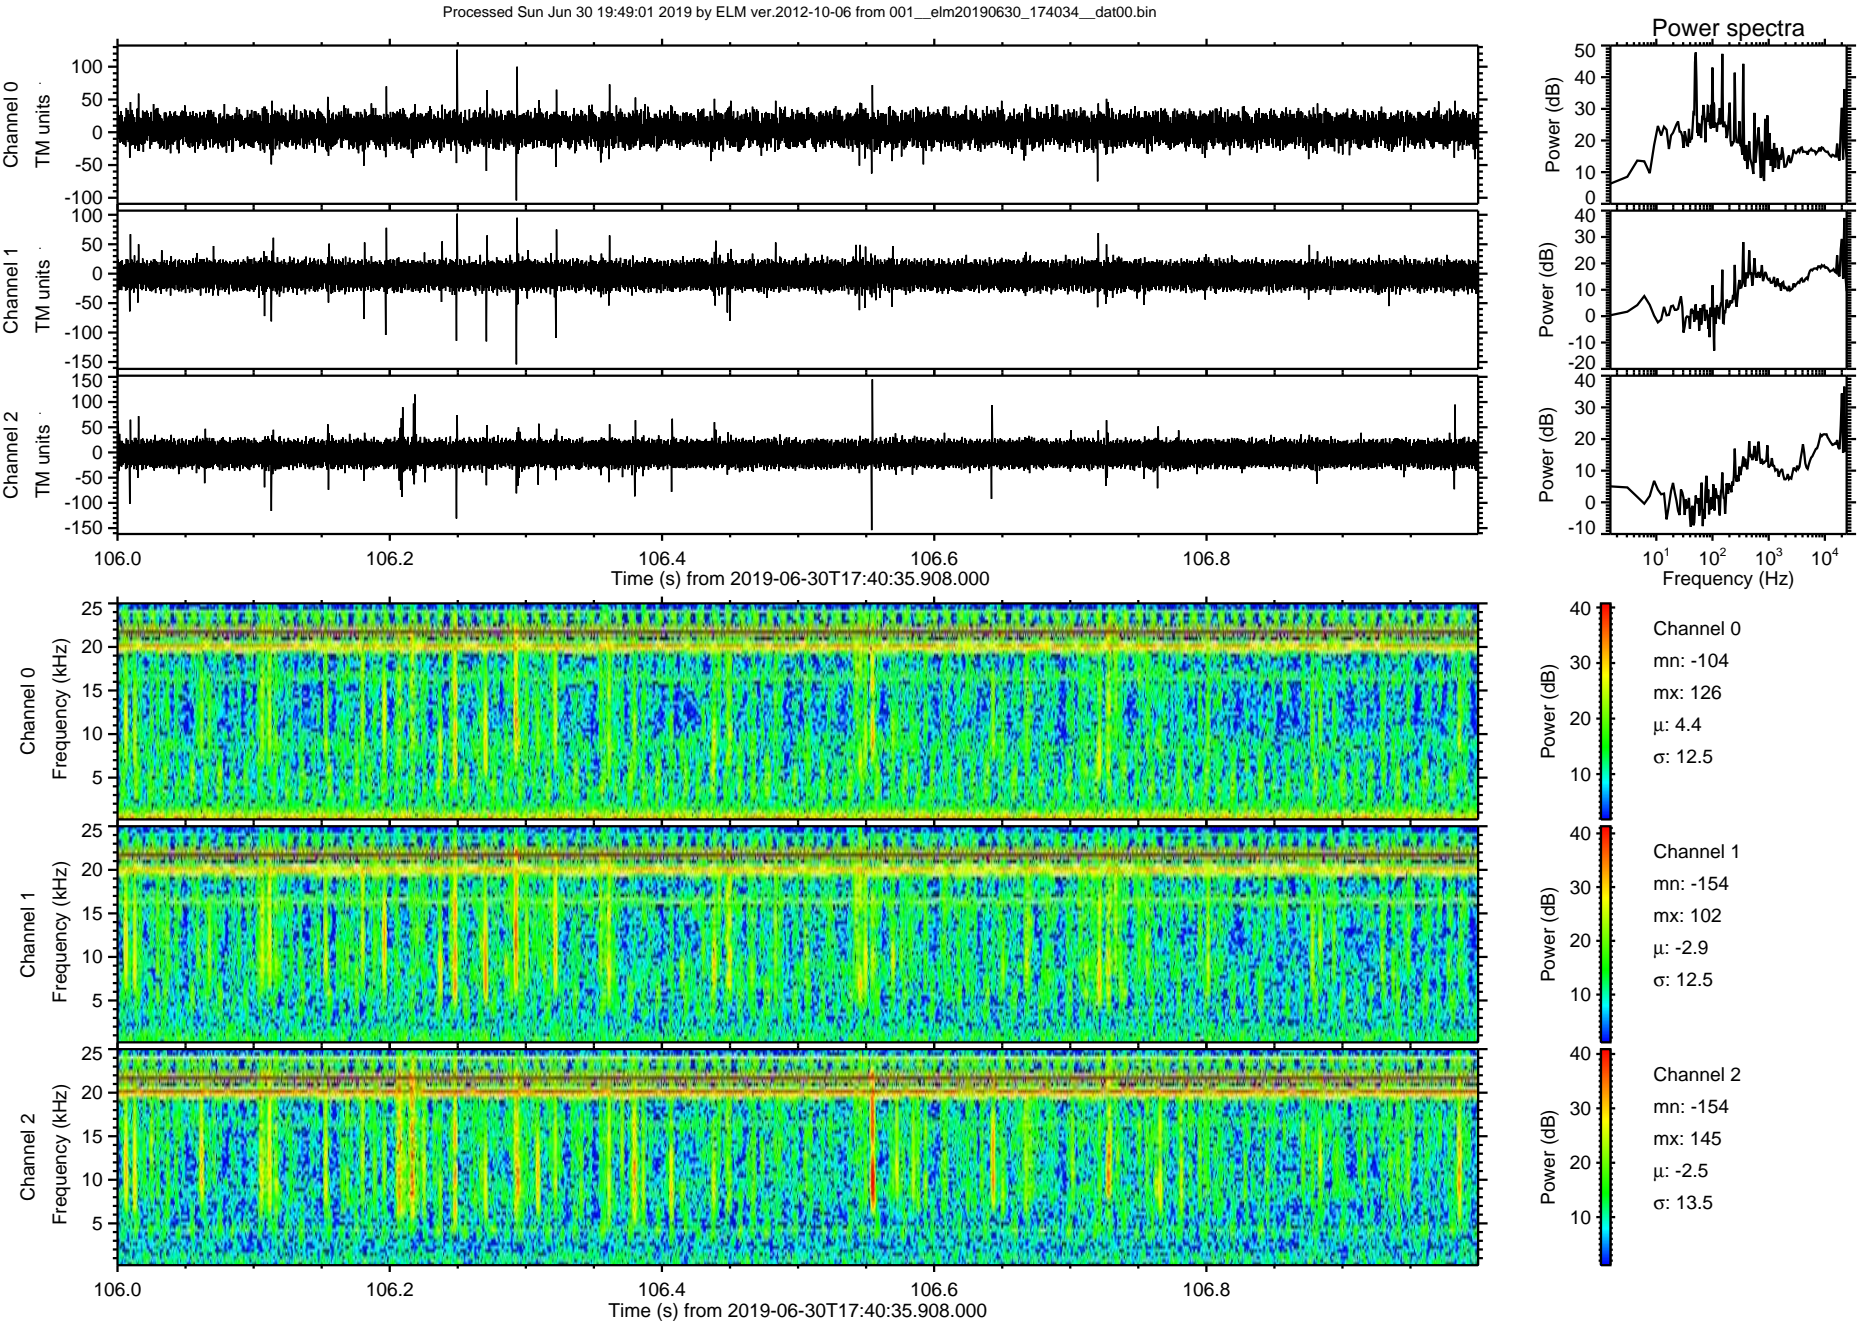 Processed Sun Jun 30 19:49:01 2019 by ELM ver.2012-10-06 from 001__elm20190630_174034__dat00.bin
Power spectra
Channel 0
TM units
100
50
0
-50
-100
Power (dB)
50
40
30
20
10
0
Channel 1
TM units
100
50
0
-50
-100
-150
Power (dB)
40
30
20
10
0
-10
-20
Channel 2
TM units
150
100
50
0
-50
-100
-150
Power (dB)
40
30
20
10
0
-10
106.0 106.2 106.4 106.6 106.8
Time (s) from 2019-06-30T17:40:35.908.000
10^1 10^2 10^3 10^4
Frequency (Hz)
Channel 0
Frequency (kHz)
25
20
15
10
5
Power (dB)
40
30
20
10
Channel 0
mn: -104
mx: 126
μ: 4.4
σ: 12.5
Channel 1
Frequency (kHz)
25
20
15
10
5
Power (dB)
40
30
20
10
Channel 1
mn: -154
mx: 102
μ: -2.9
σ: 12.5
Channel 2
Frequency (kHz)
25
20
15
10
5
Power (dB)
40
30
20
10
Channel 2
mn: -154
mx: 145
μ: -2.5
σ: 13.5
106.0 106.2 106.4 106.6 106.8
Time (s) from 2019-06-30T17:40:35.908.000